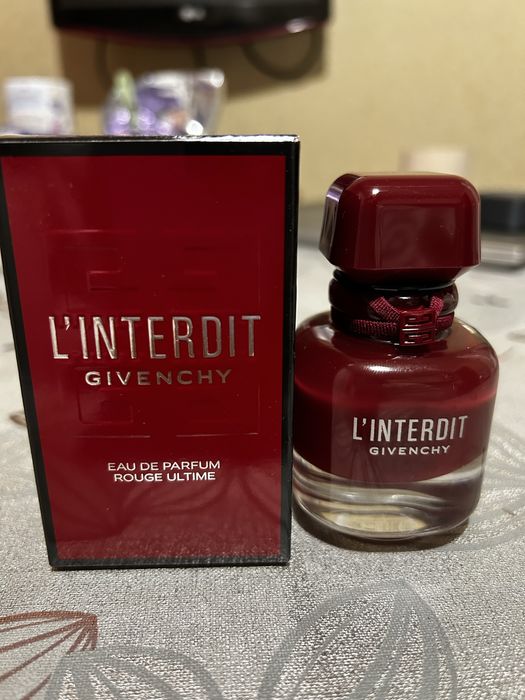 L'INTERDIT
GIVENCHY
EAU DE PARFUM
ROUGE ULTIME
L'INTERDIT
GIVENCHY